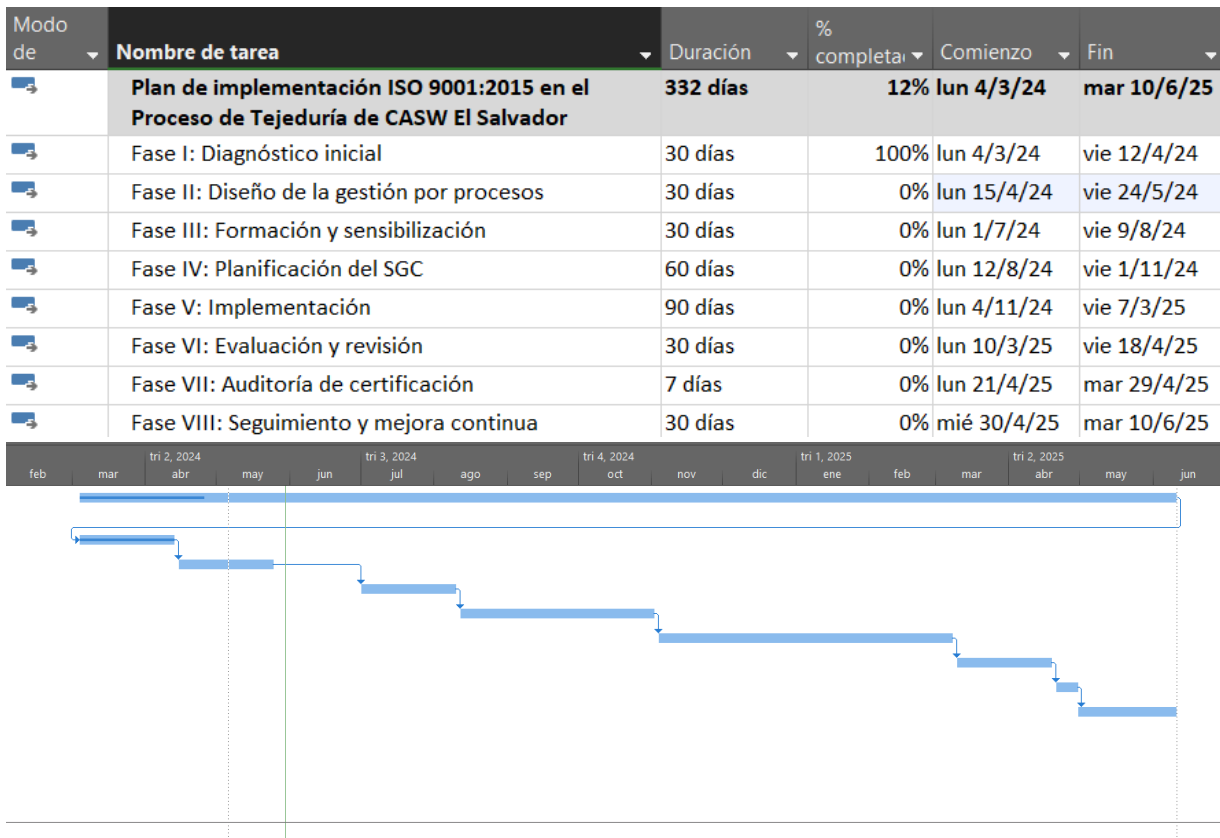 Modo de Nombre de tarea Duración % completa Comienzo Fin
Plan de implementación ISO 9001:2015 en el 332 días 12% lun 4/3/24 mar 10/6/25
Proceso de Tejeduría de CASW El Salvador
Fase I: Diagnóstico inicial 30 días 100% lun 4/3/24 vie 12/4/24
Fase II: Diseño de la gestión por procesos 30 días 0% lun 15/4/24 vie 24/5/24
Fase III: Formación y sensibilización 30 días 0% lun 1/7/24 vie 9/8/24
Fase IV: Planificación del SGC 60 días 0% lun 12/8/24 vie 1/11/24
Fase V: Implementación 90 días 0% lun 4/11/24 vie 7/3/25
Fase VI: Evaluación y revisión 30 días 0% lun 10/3/25 vie 18/4/25
Fase VII: Auditoría de certificación 7 días 0% lun 21/4/25 mar 29/4/25
Fase VIII: Seguimiento y mejora continua 30 días 0% mié 30/4/25 mar 10/6/25
tri 2, 2024 tri 3, 2024 tri 4, 2024 tri 1, 2025 tri 2, 2025
feb mar abr may jun jul ago sep oct nov dic ene feb mar abr may jun